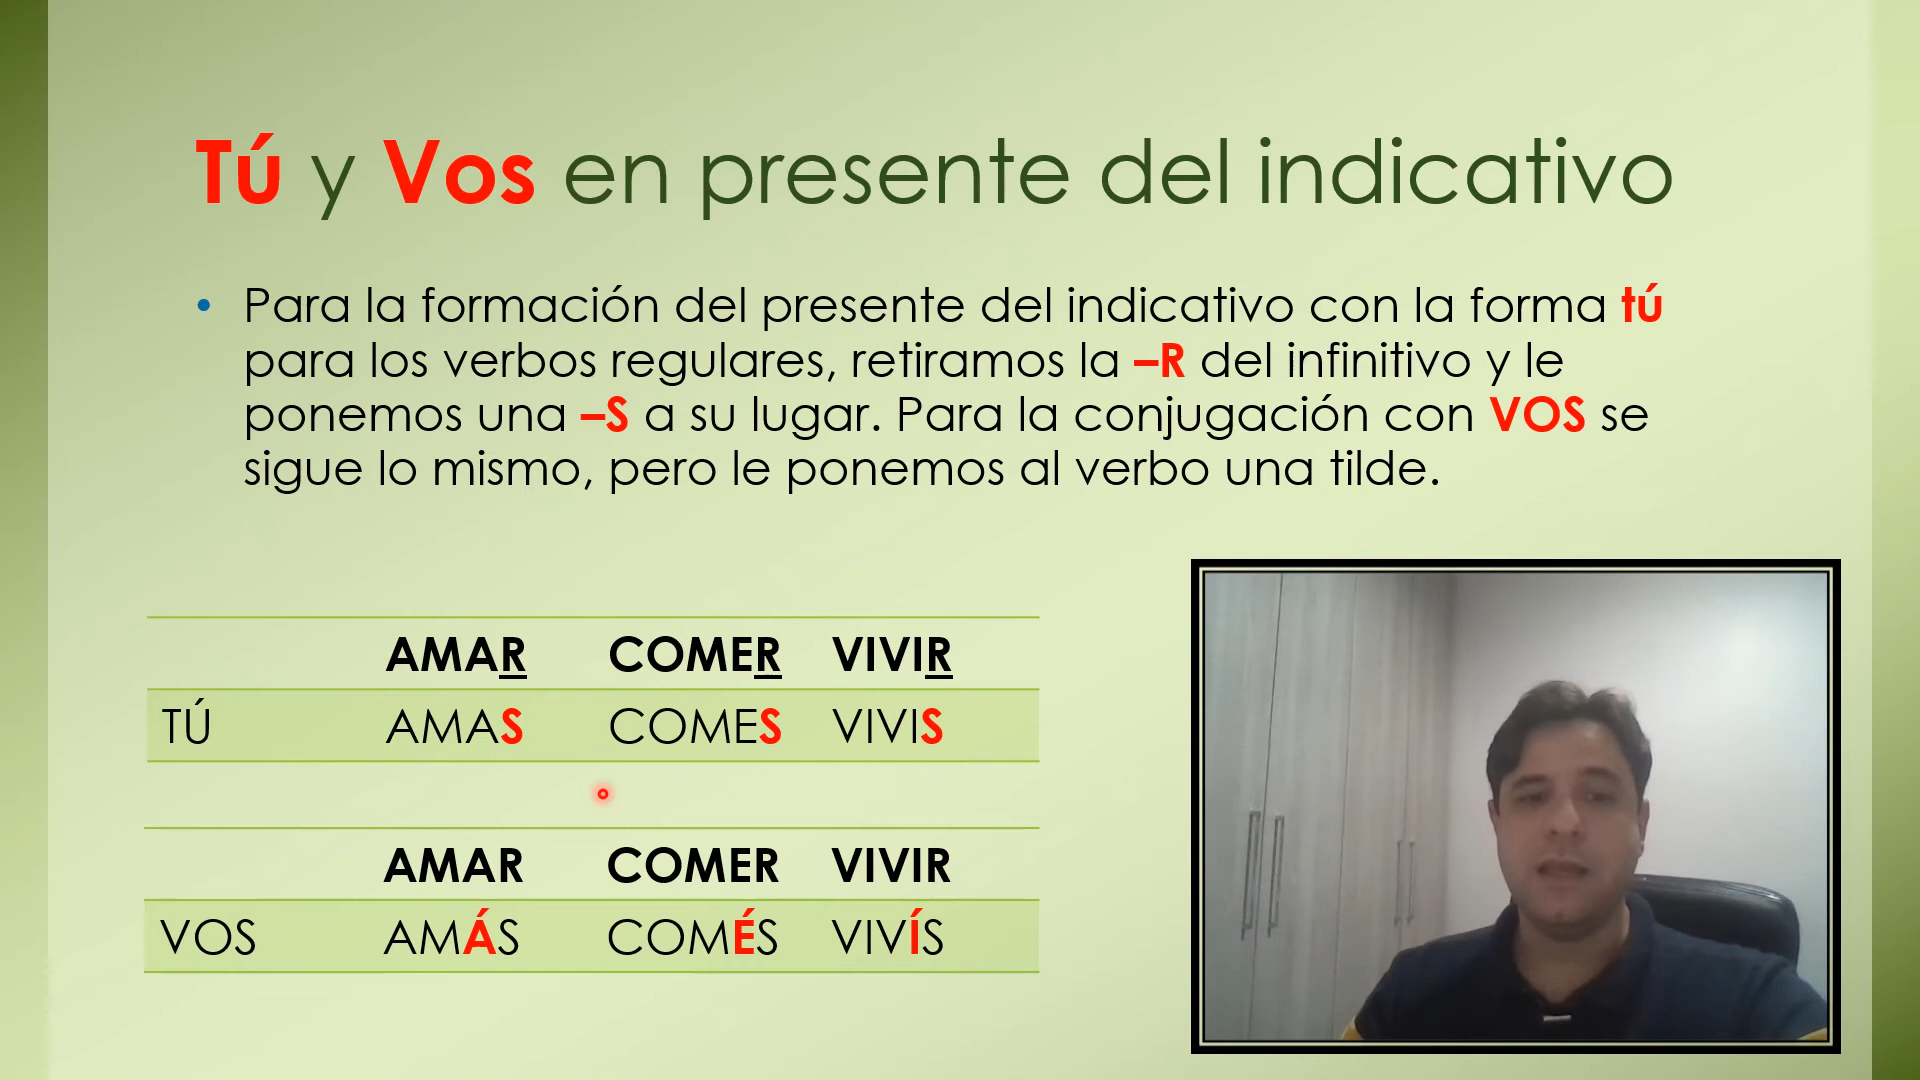 Tú y Vos en presente del indicativo
• Para la formación del presente del indicativo con la forma tú
para los verbos regulares, retiramos la –R del infinitivo y le
ponemos una –S a su lugar. Para la conjugación con VOS se
sigue lo mismo, pero le ponemos al verbo una tilde.
AMAR COMER VIVIR
TÚ AMAS COMES VIVIS
AMAR COMER VIVIR
VOS AMÁS COMÉS VIVÍS